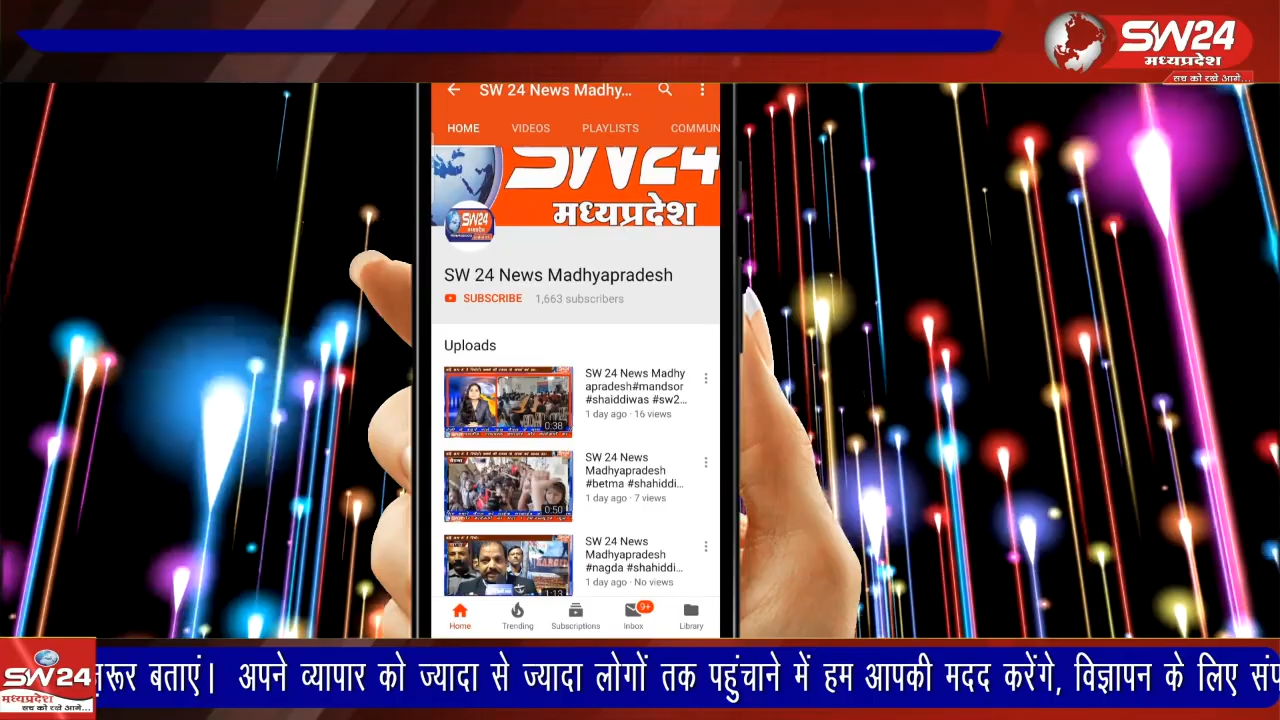 SW24
मध्यप्रदेश
सच को रखे आगे...
SW 24 News Madhy...
HOME VIDEOS PLAYLISTS COMMUN
SW24
मध्यप्रदेश
SW24
SW 24 News Madhyapradesh
SUBSCRIBE 1,663 subscribers
Uploads
SW 24 News Madhy
apradesh#mandsor
#shaiddiwas #sw2...
1 day ago · 16 views
0:38
SW 24 News
Madhyapradesh
#betma #shahiddi...
1 day ago · 7 views
0:50
SW 24 News
Madhyapradesh
#nagda #shahiddi...
1 day ago · No views
1:13
Home Trending Subscriptions Inbox Library
9+
SW24
मध्यप्रदेश
सच को रखे आगे...
ज़रूर बताएं। अपने व्यापार को ज्यादा से ज्यादा लोगों तक पहुंचाने में हम आपकी मदद करेंगे, विज्ञापन के लिए संप